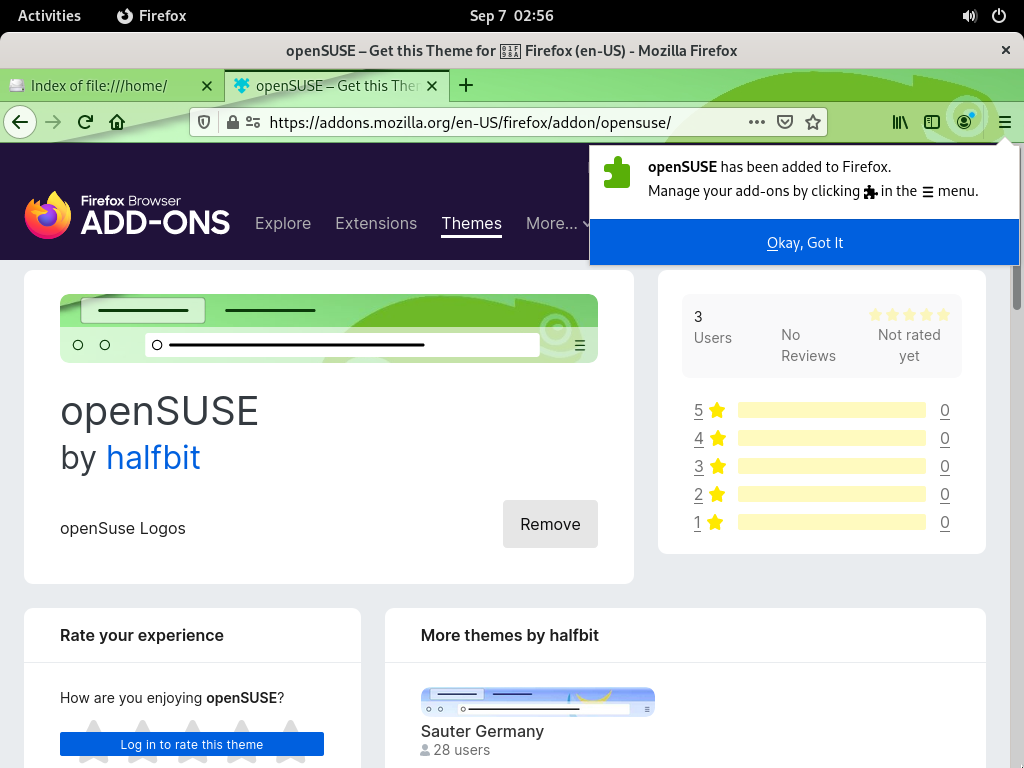 Activities
Firefox
Sep 7 02:56
openSUSE – Get this Theme for 01F98A Firefox (en-US) - Mozilla Firefox
Index of file:///home/
openSUSE – Get this The
https://addons.mozilla.org/en-US/firefox/addon/opensuse/
openSUSE has been added to Firefox.
Manage your add-ons by clicking in the menu.
Okay, Got It
Firefox Browser
ADD-ONS
Explore
Extensions
Themes
More...
openSUSE
by halfbit
openSuse Logos
Remove
3
Users
No
Reviews
Not rated
yet
5 0
4 0
3 0
2 0
1 0
Rate your experience
How are you enjoying openSUSE?
Log in to rate this theme
More themes by halfbit
Sauter Germany
28 users